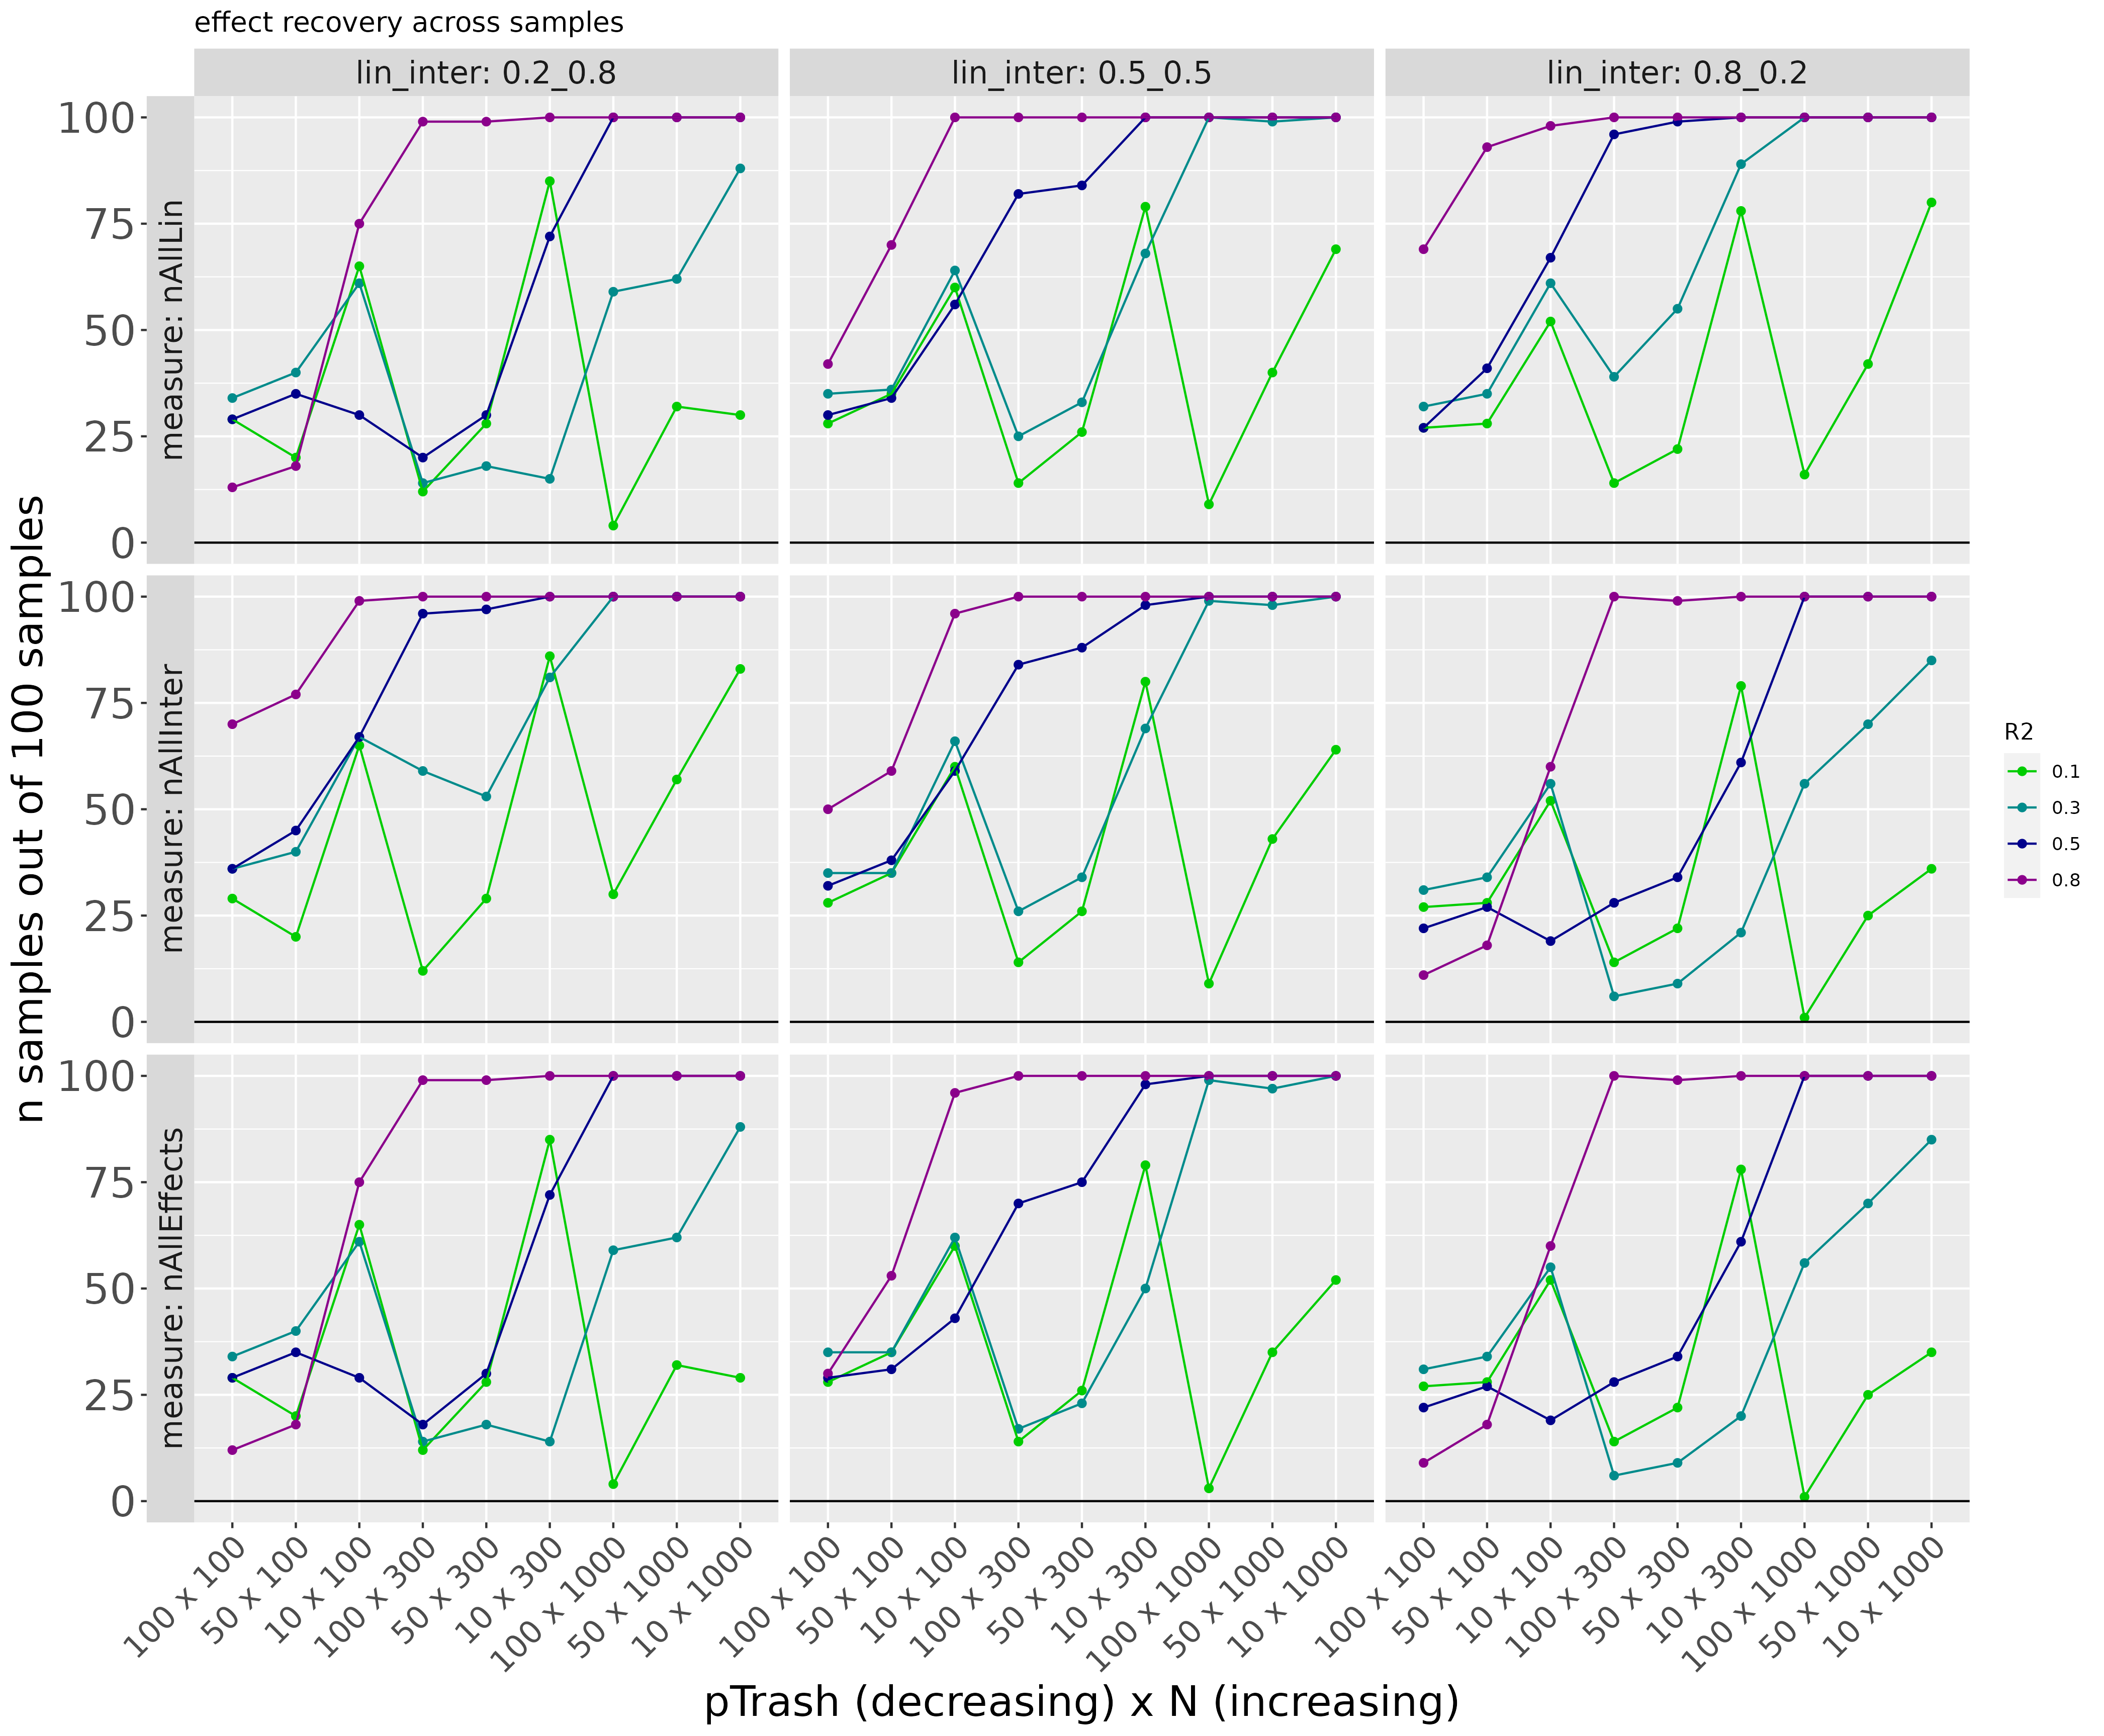 effect recovery across samples
lin_inter: 0.2_0.8
lin_inter: 0.5_0.5
lin_inter: 0.8_0.2
n samples out of 100 samples
measure: nAllLin
100
75
50
25
0
measure: nAllInter
100
75
50
25
0
measure: nAllEffects
100
75
50
25
0
100 x 100
50 x 100
10 x 100
100 x 300
50 x 300
10 x 300
100 x 1000
50 x 1000
10 x 1000
100 x 100
50 x 100
10 x 100
100 x 300
50 x 300
10 x 300
100 x 1000
50 x 1000
10 x 1000
100 x 100
50 x 100
10 x 100
100 x 300
50 x 300
10 x 300
100 x 1000
50 x 1000
10 x 1000
pTrash (decreasing) x N (increasing)
R2
0.1
0.3
0.5
0.8